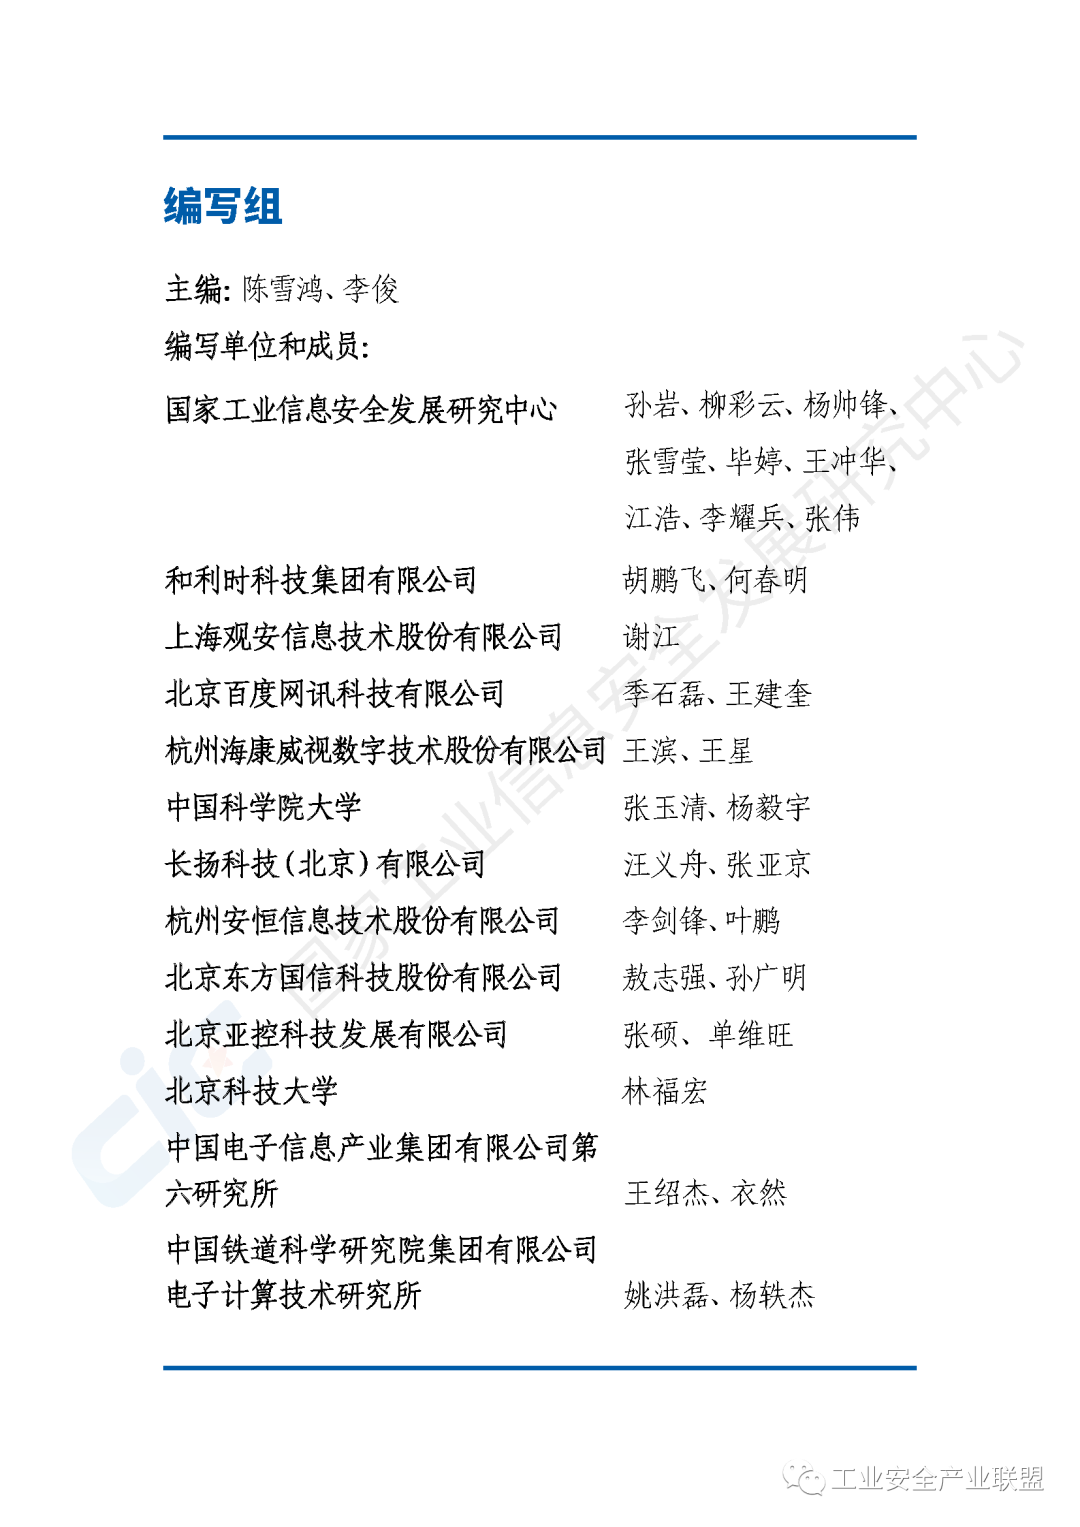 编写组
主编: 陈雪鸿、李俊
编写单位和成员:
国家工业信息安全发展研究中心 孙岩、柳彩云、杨帅锋、
张雪莹、毕婷、王冲华、
江浩、李耀兵、张伟
和利时科技集团有限公司 胡鹏飞、何春明
上海观安信息技术股份有限公司 谢江
北京百度网讯科技有限公司 季石磊、王建奎
杭州海康威视数字技术股份有限公司 王滨、王星
中国科学院大学 张玉清、杨毅宇
长扬科技(北京)有限公司 汪义舟、张亚京
杭州安恒信息技术股份有限公司 李剑锋、叶鹏
北京东方国信科技股份有限公司 敖志强、孙广明
北京亚控科技发展有限公司 张硕、单维旺
北京科技大学 林福宏
中国电子信息产业集团有限公司第
六研究所 王绍杰、衣然
中国铁道科学研究院集团有限公司
电子计算技术研究所 姚洪磊、杨轶杰
国家工业信息安全发展研究中心
cic
工业安全产业联盟